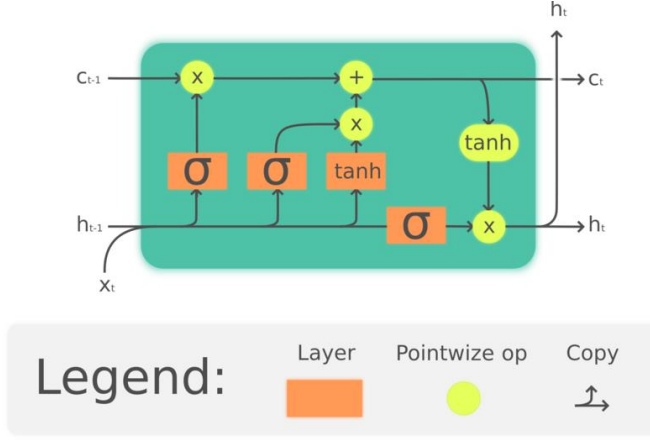 hₜ
cₜ₋₁
x
+
cₜ
x
tanh
σ
σ
tanh
hₜ₋₁
σ
x
hₜ
xₜ
Layer
Pointwize op
Copy
Legend: